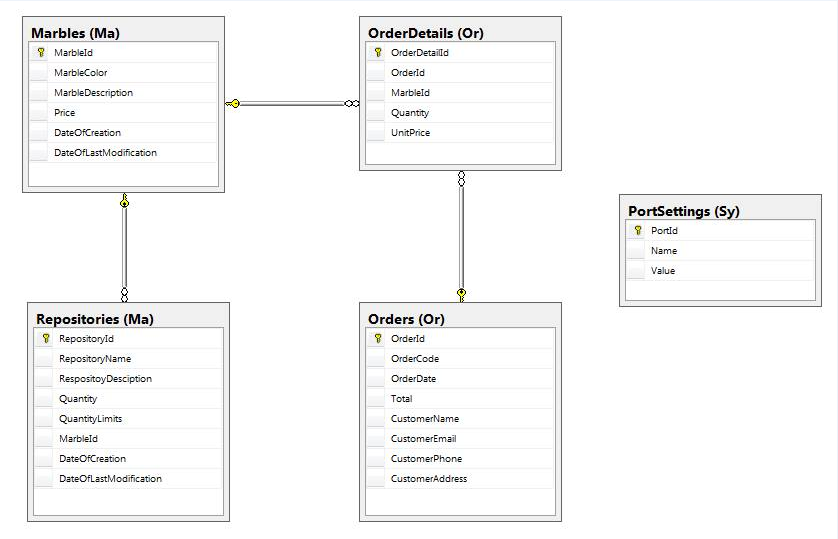 Marbles (Ma)
MarbleId
MarbleColor
MarbleDescription
Price
DateOfCreation
DateOfLastModification
OrderDetails (Or)
OrderDetailId
OrderId
MarbleId
Quantity
UnitPrice
PortSettings (Sy)
PortId
Name
Value
Repositories (Ma)
RepositoryId
RepositoryName
RespositoyDesciption
Quantity
QuantityLimits
MarbleId
DateOfCreation
DateOfLastModification
Orders (Or)
OrderId
OrderCode
OrderDate
Total
CustomerName
CustomerEmail
CustomerPhone
CustomerAddress